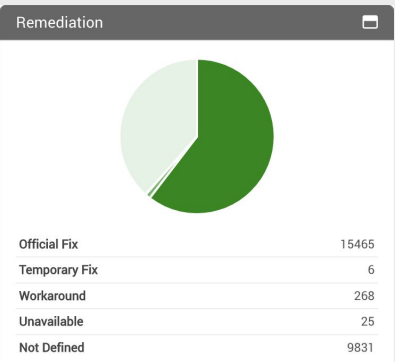 Remediation
Official Fix 15465
Temporary Fix 6
Workaround 268
Unavailable 25
Not Defined 9831